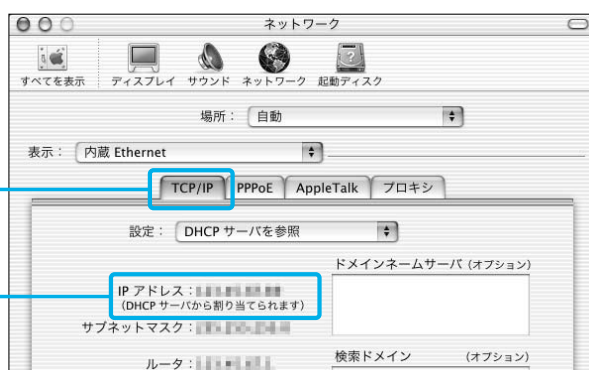 ネットワーク
すべてを表示 ディスプレイ サウンド ネットワーク 起動ディスク
場所： 自動
表示： 内蔵 Ethernet
TCP/IP PPPoE AppleTalk プロキシ
設定： DHCP サーバを参照
ドメインネームサーバ (オプション)
IP アドレス：
(DHCP サーバから割り当てられます)
サブネットマスク：
ルータ：
検索ドメイン (オプション)